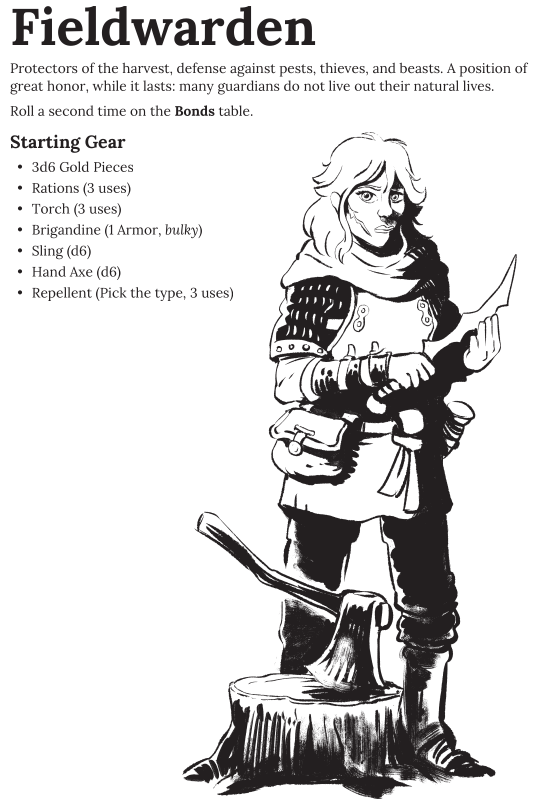 Fieldwarden
Protectors of the harvest, defense against pests, thieves, and beasts. A position of
great honor, while it lasts: many guardians do not live out their natural lives.
Roll a second time on the Bonds table.
Starting Gear
• 3d6 Gold Pieces
• Rations (3 uses)
• Torch (3 uses)
• Brigandine (1 Armor, bulky)
• Sling (d6)
• Hand Axe (d6)
• Repellent (Pick the type, 3 uses)